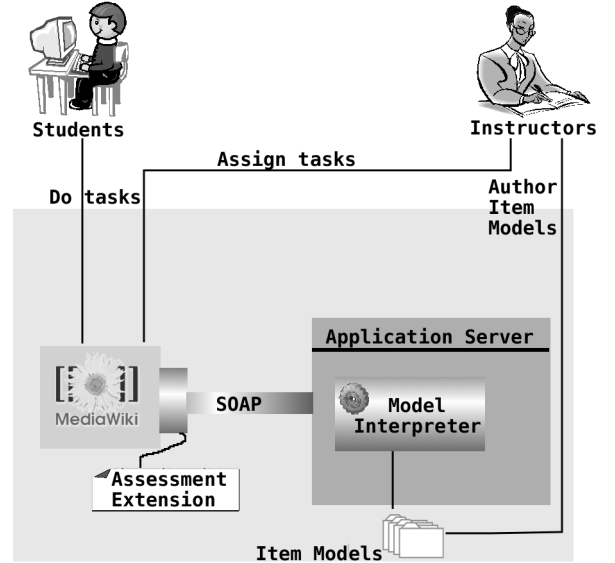 Students
Instructors
Assign tasks
Do tasks
Author
Item
Models
Application Server
[[ ]]
MediaWiki
SOAP
Model
Interpreter
Assessment
Extension
Item Models